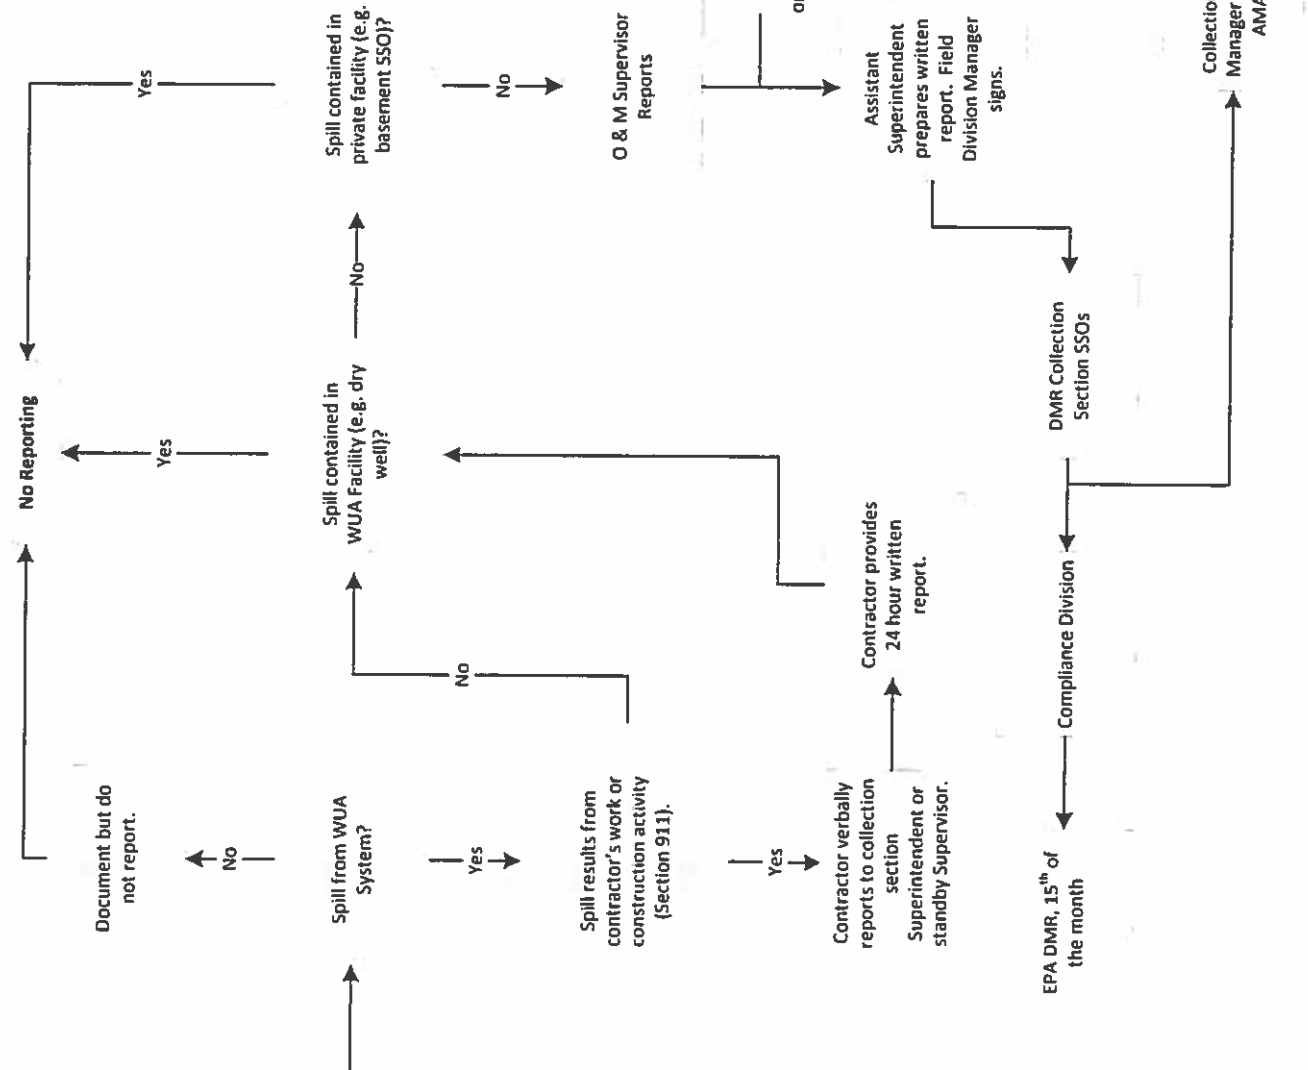 No Reporting
Yes
Yes
Document but do
not report.
No
Spill from WUA
System?
Spill contained in
WUA Facility (e.g. dry
well)?
No
Spill contained in
private facility (e.g.
basement SSO)?
Yes
No
No
Spill results from
contractor's work or
construction activity
(Section 911).
O & M Supervisor
Reports
Yes
Contractor verbally
reports to collection
section
Superintendent or
standby Supervisor.
Contractor provides
24 hour written
report.
Assistant
Superintendent
prepares written
report. Field
Division Manager
signs.
EPA DMR, 15th of
the month
Compliance Division
DMR Collection
Section SSOs
Manager